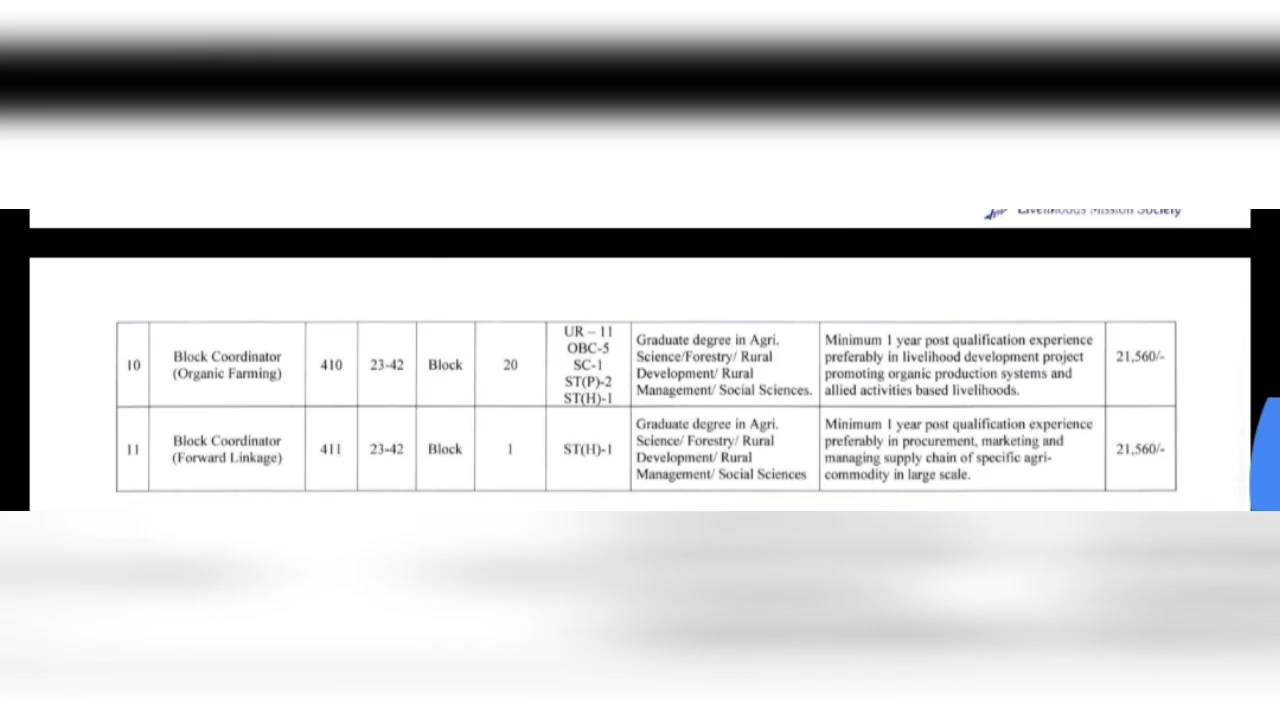 Livelihoods Mission Society
10
Block Coordinator
(Organic Farming)
410
23-42
Block
20
UR – 11
OBC-5
SC-1
ST(P)-2
ST(H)-1
Graduate degree in Agri.
Science/Forestry/ Rural
Development/ Rural
Management/ Social Sciences.
Minimum 1 year post qualification experience
preferably in livelihood development project
promoting organic production systems and
allied activities based livelihoods.
21,560/-
11
Block Coordinator
(Forward Linkage)
411
23-42
Block
1
ST(H)-1
Graduate degree in Agri.
Science/ Forestry/ Rural
Development/ Rural
Management/ Social Sciences
Minimum 1 year post qualification experience
preferably in procurement, marketing and
managing supply chain of specific agri-
commodity in large scale.
21,560/-